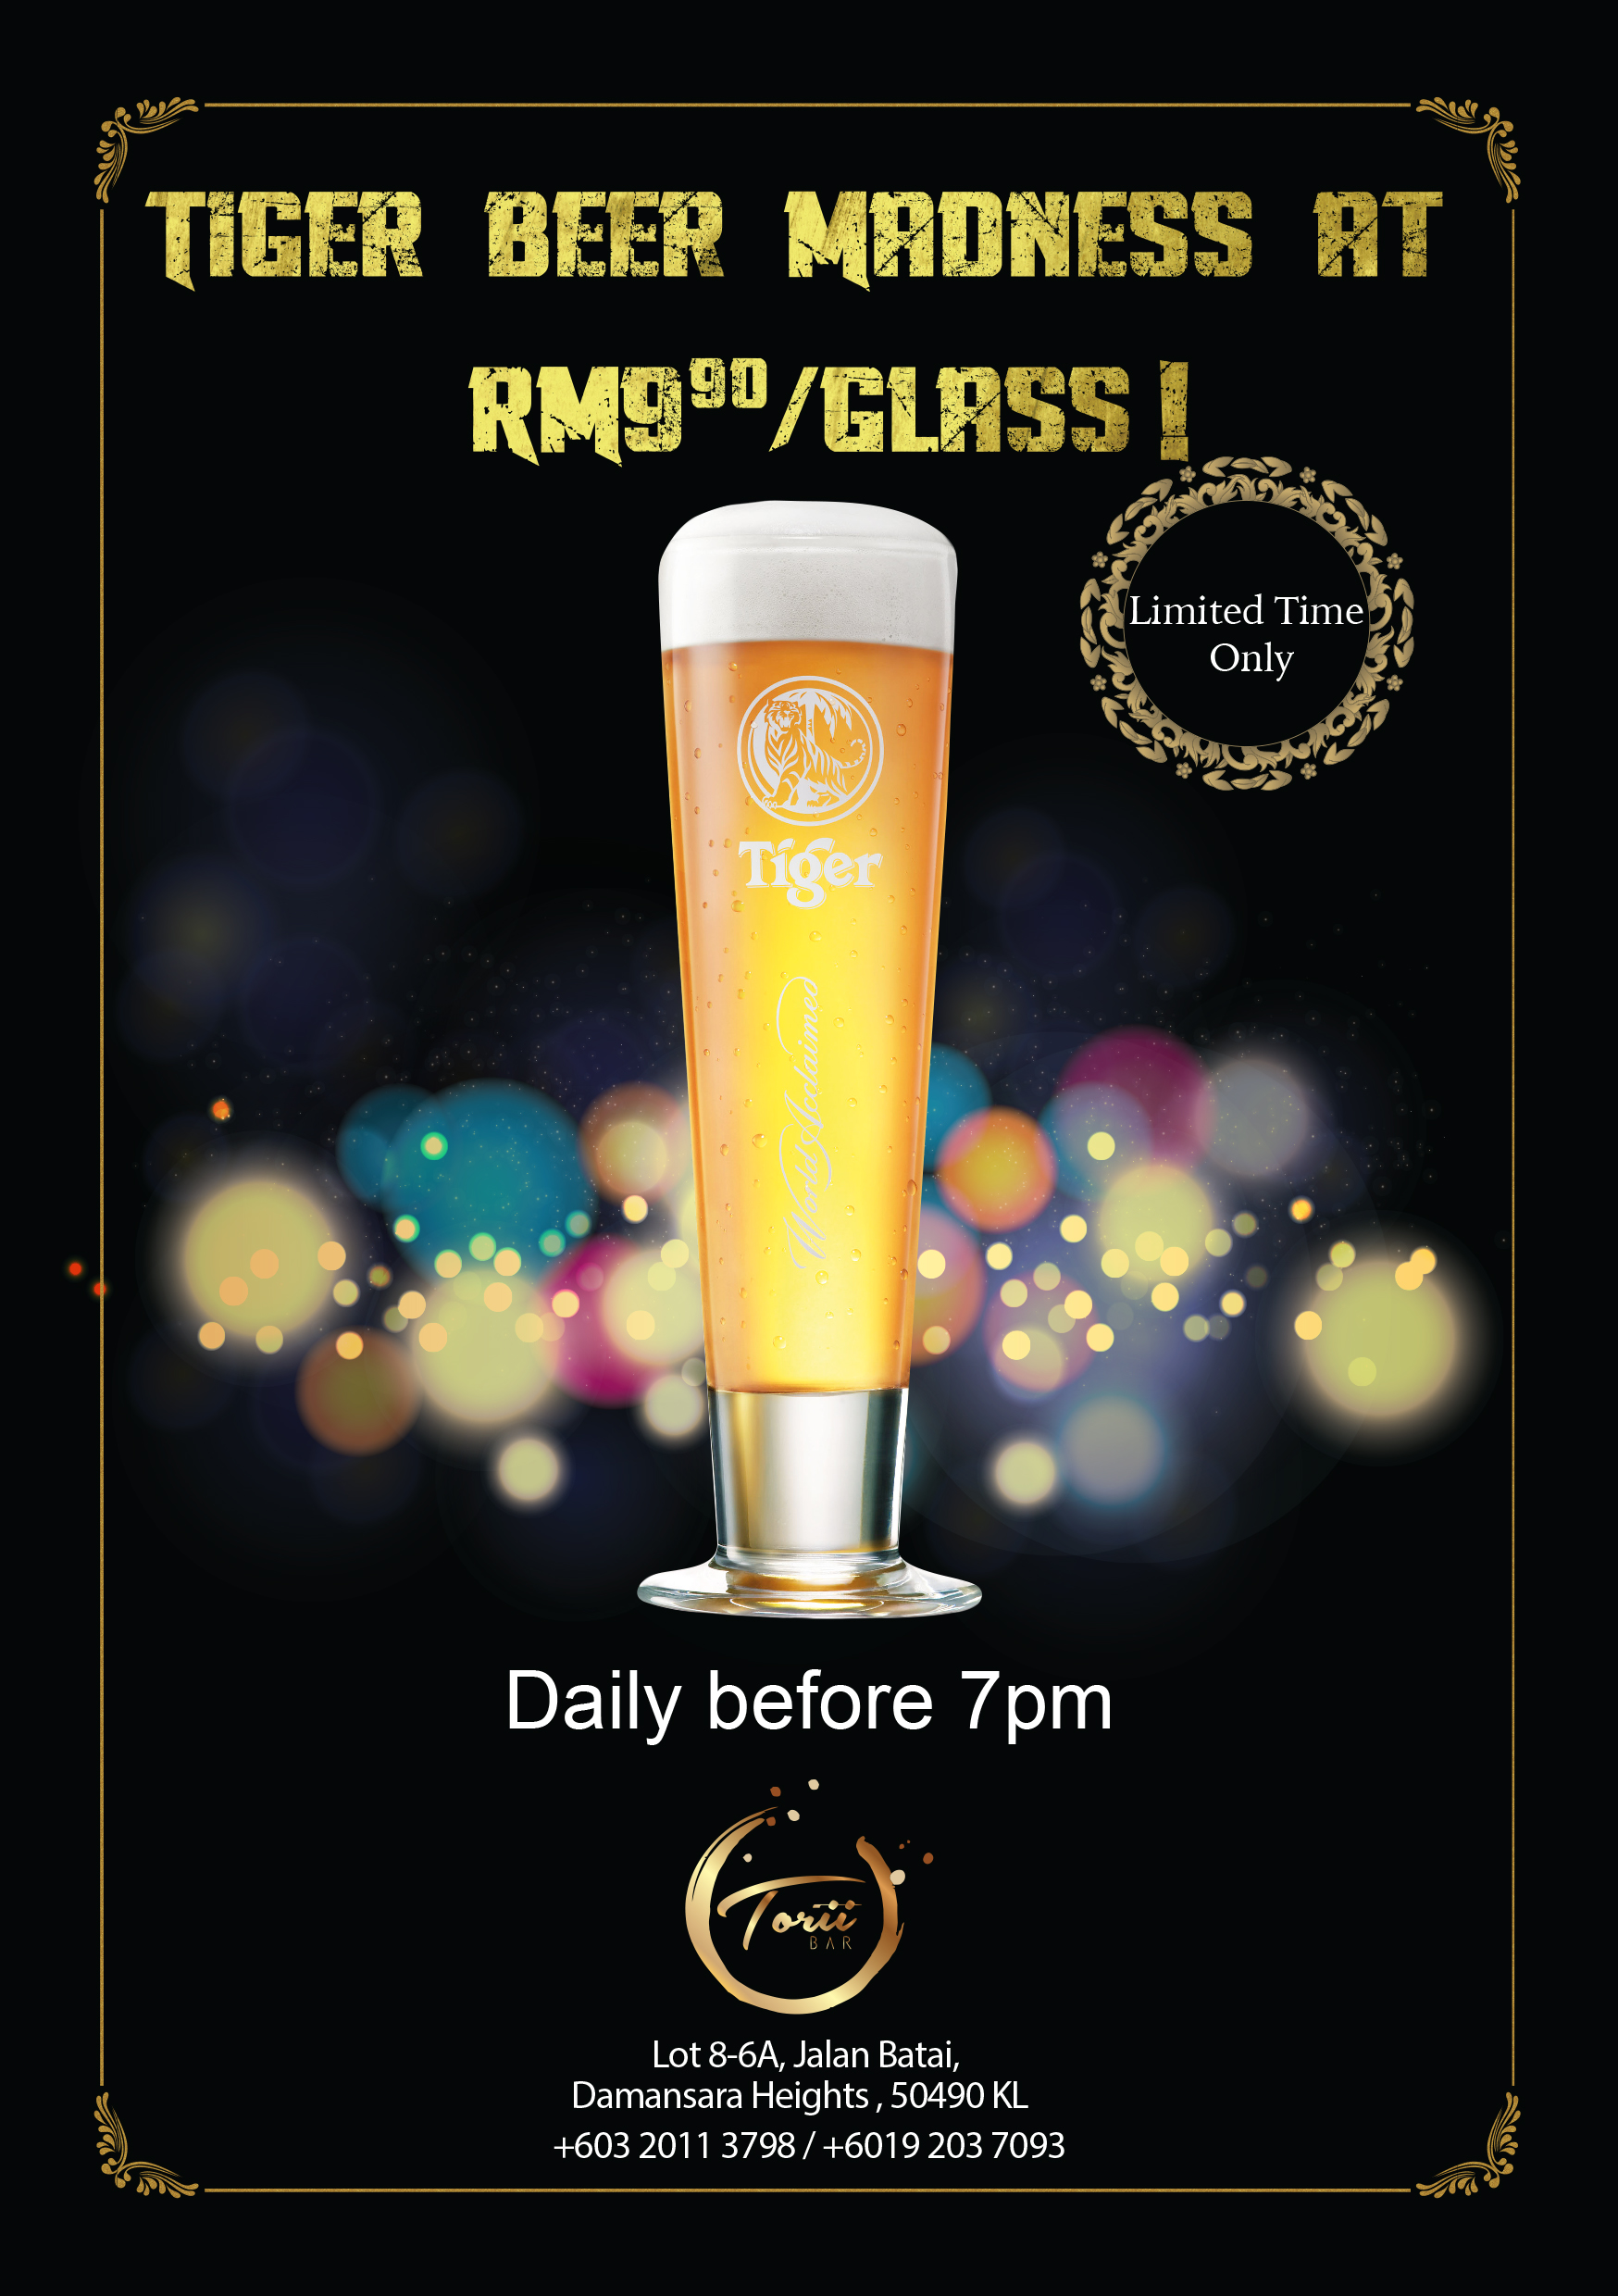 TIGER BEER MADNESS AT
RM9⁹⁰/GLASS!
Limited Time
Only
Tiger
World Acclaimed
Daily before 7pm
Torii
BAR
Lot 8-6A, Jalan Batai,
Damansara Heights , 50490 KL
+603 2011 3798 / +6019 203 7093